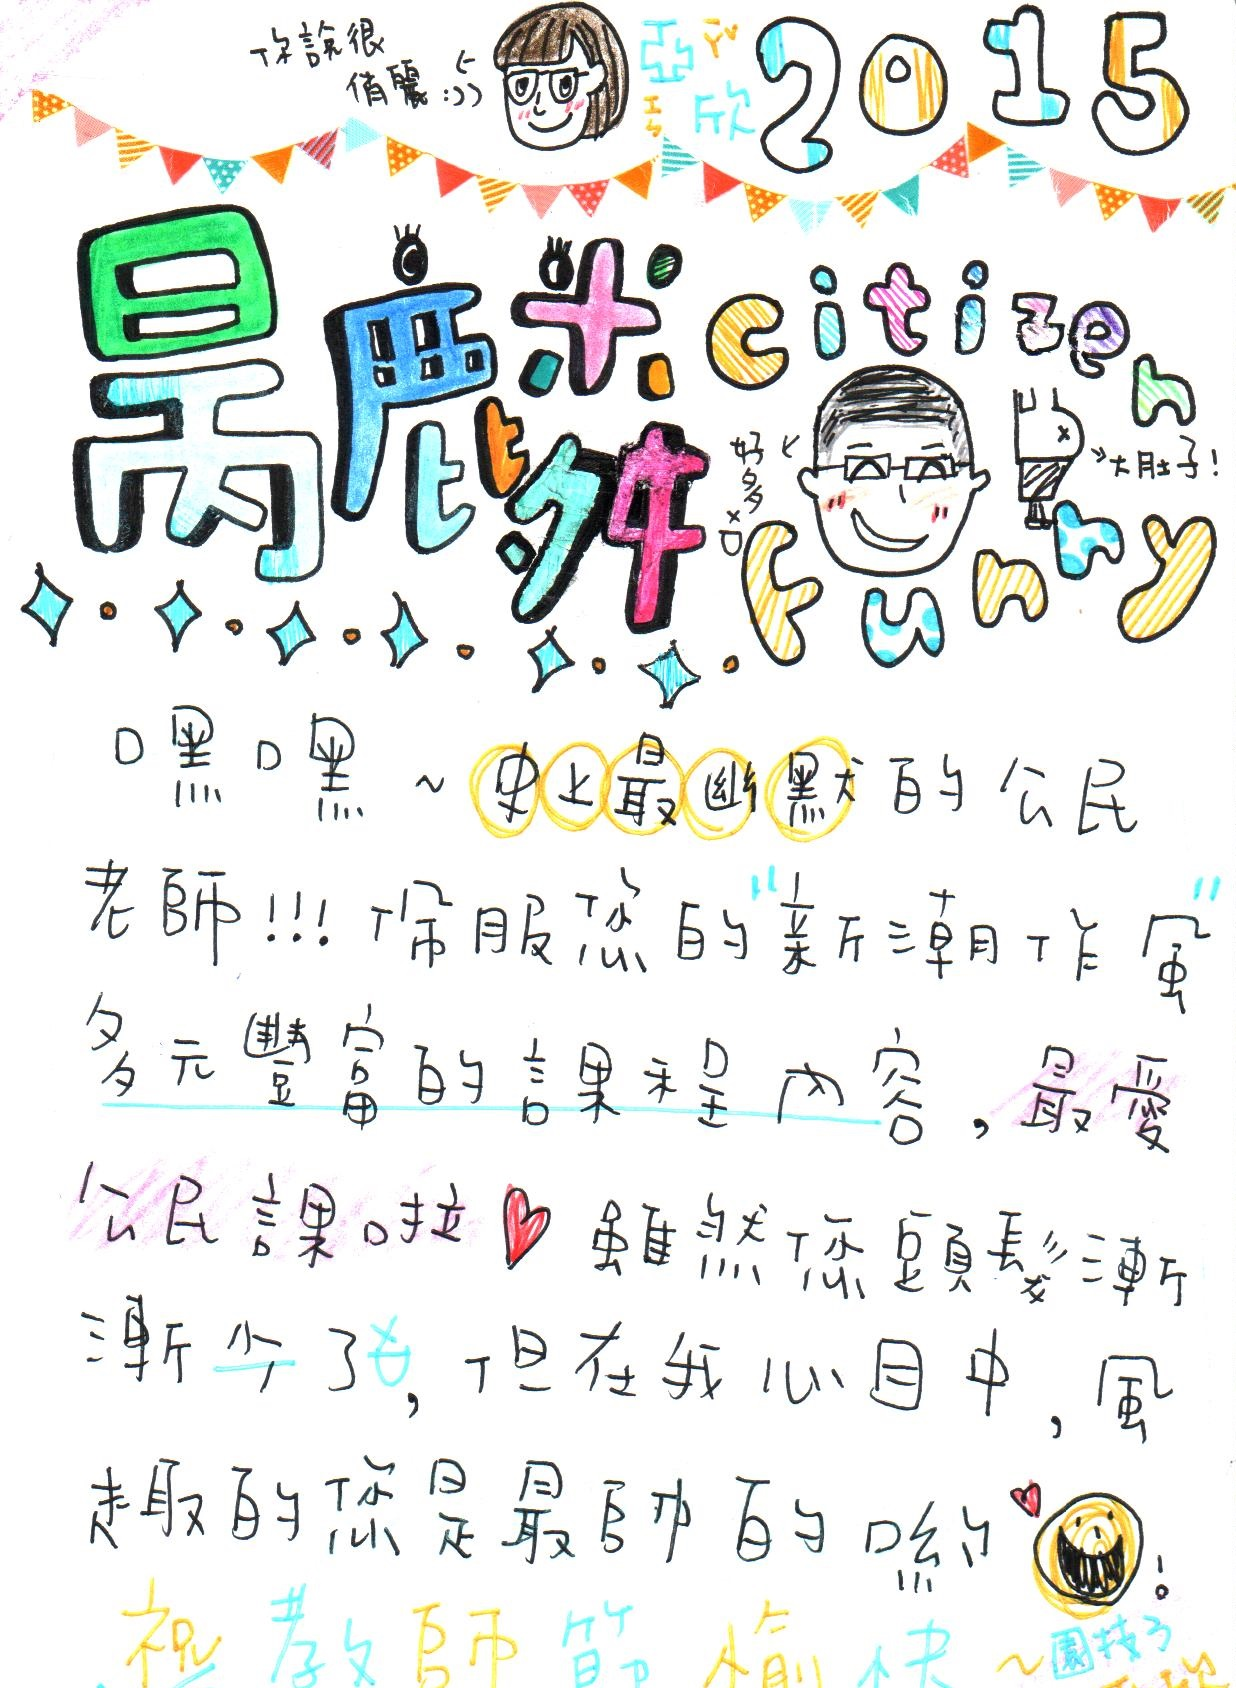 你說很
俏麗:))
亞
欣
2015
citizen
funny
好多
大肚子!
嘿嘿~史上最幽默的公民
老師!!!佩服您的"新潮作風"
多元豐富的課程內容,最愛
公民課啦 雖然您頭髮漸
漸少了,但在我心目中,風
趣的您是最帥的喲!
祝教師節愉快~